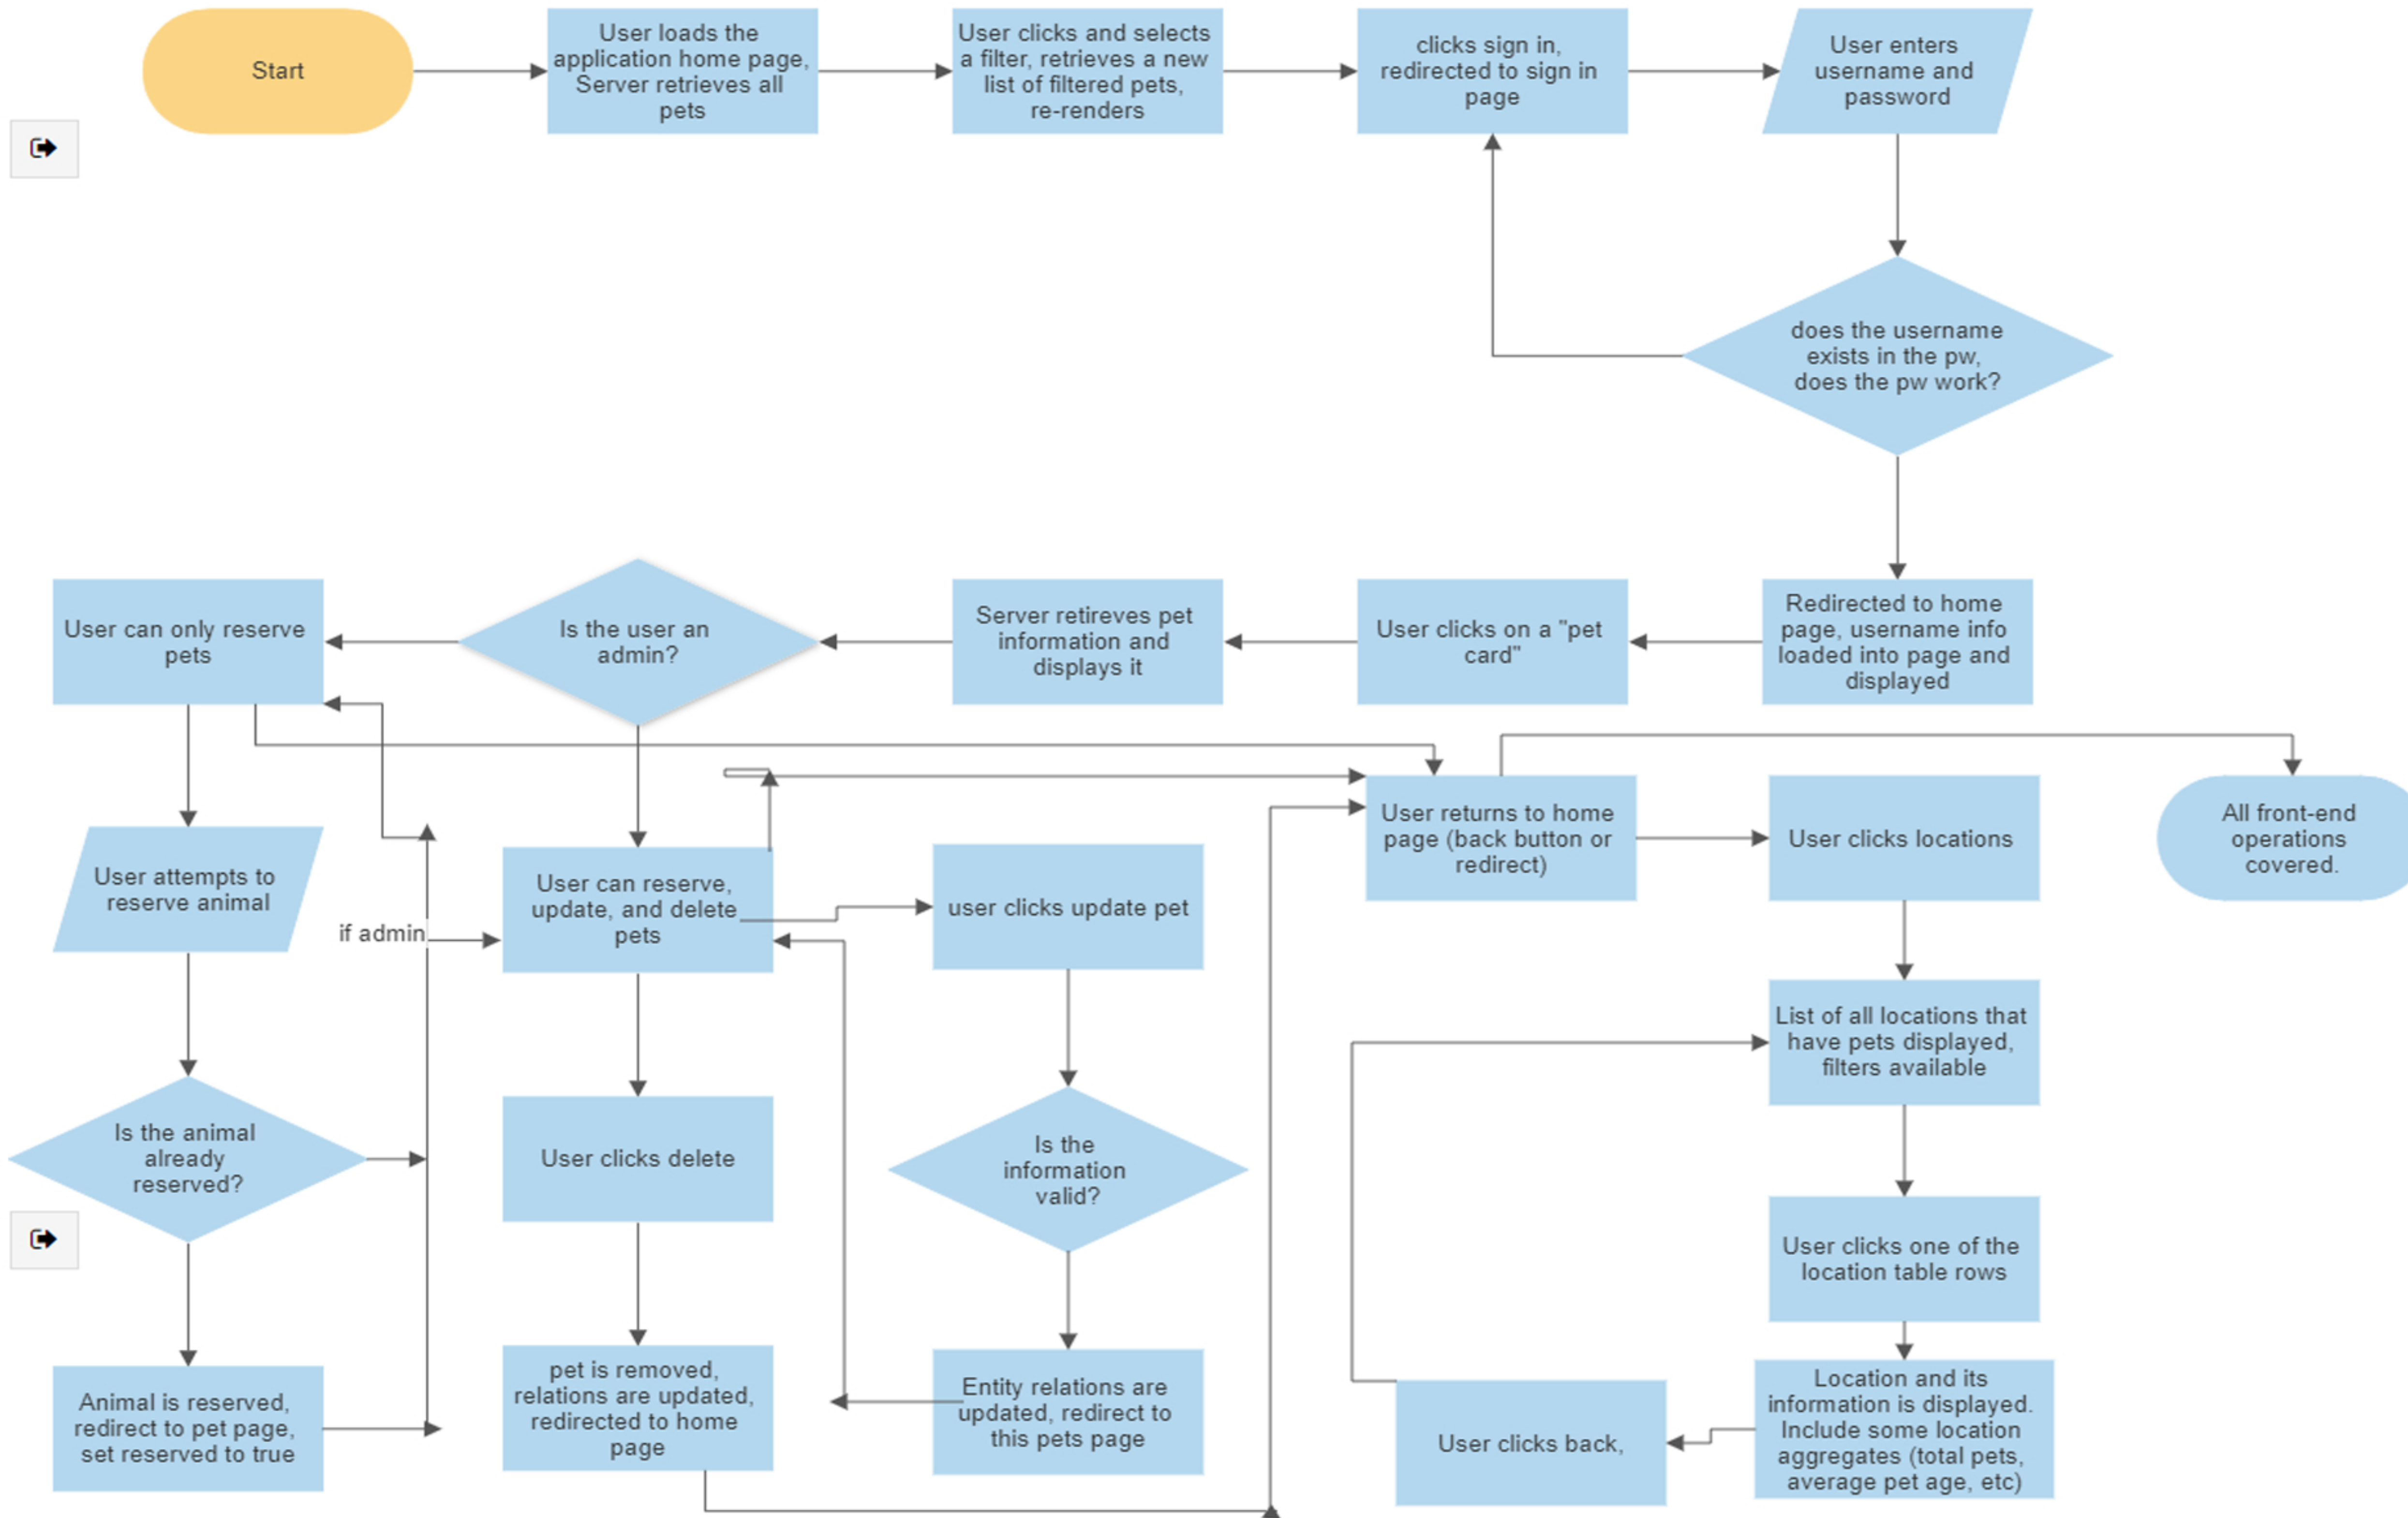 Start
User loads the
application home page,
Server retrieves all
pets
User clicks and selects
a filter, retrieves a new
list of filtered pets,
re-renders
clicks sign in,
redirected to sign in
page
User enters
username and
password
does the username
exists in the pw,
does the pw work?
User can only reserve
pets
Is the user an
admin?
Server retireves pet
information and
displays it
User clicks on a "pet
card"
Redirected to home
page, username info
loaded into page and
displayed
User attempts to
reserve animal
if admin
User can reserve,
update, and delete
pets
user clicks update pet
User returns to home
page (back button or
redirect)
User clicks locations
All front-end
operations
covered.
List of all locations that
have pets displayed,
filters available
Is the animal
already
reserved?
User clicks delete
Is the
information
valid?
User clicks one of the
location table rows
Animal is reserved,
redirect to pet page,
set reserved to true
pet is removed,
relations are updated,
redirected to home
page
Entity relations are
updated, redirect to
this pets page
User clicks back,
Location and its
information is displayed.
Include some location
aggregates (total pets,
average pet age, etc)